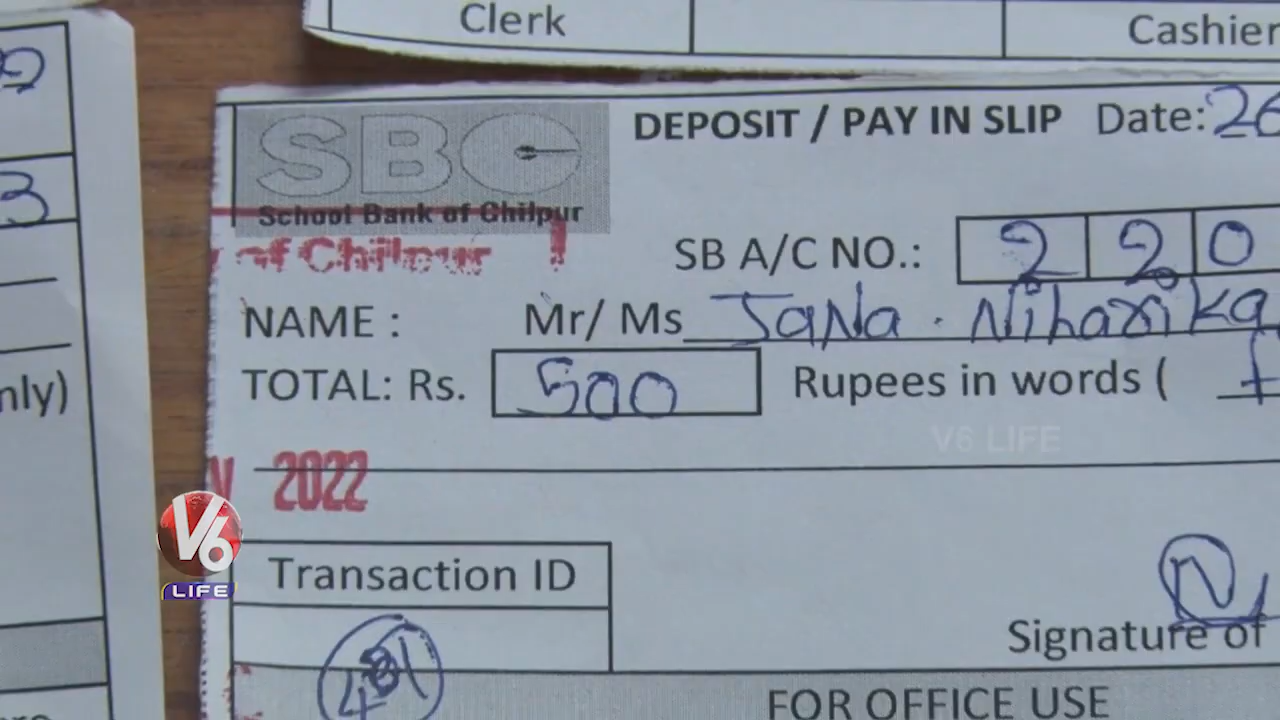 Clerk
Cashier
SBC
School Bank of Chilpur
DEPOSIT / PAY IN SLIP Date: 26
of Chilpur
SB A/C NO.: 2 2 0
NAME : Mr/ Ms JaNa . Niharika
TOTAL: Rs. 500 Rupees in words (
V6 LIFE
V 2022
V6
LIFE
Transaction ID
N
Signature of
FOR OFFICE USE
3
nly)